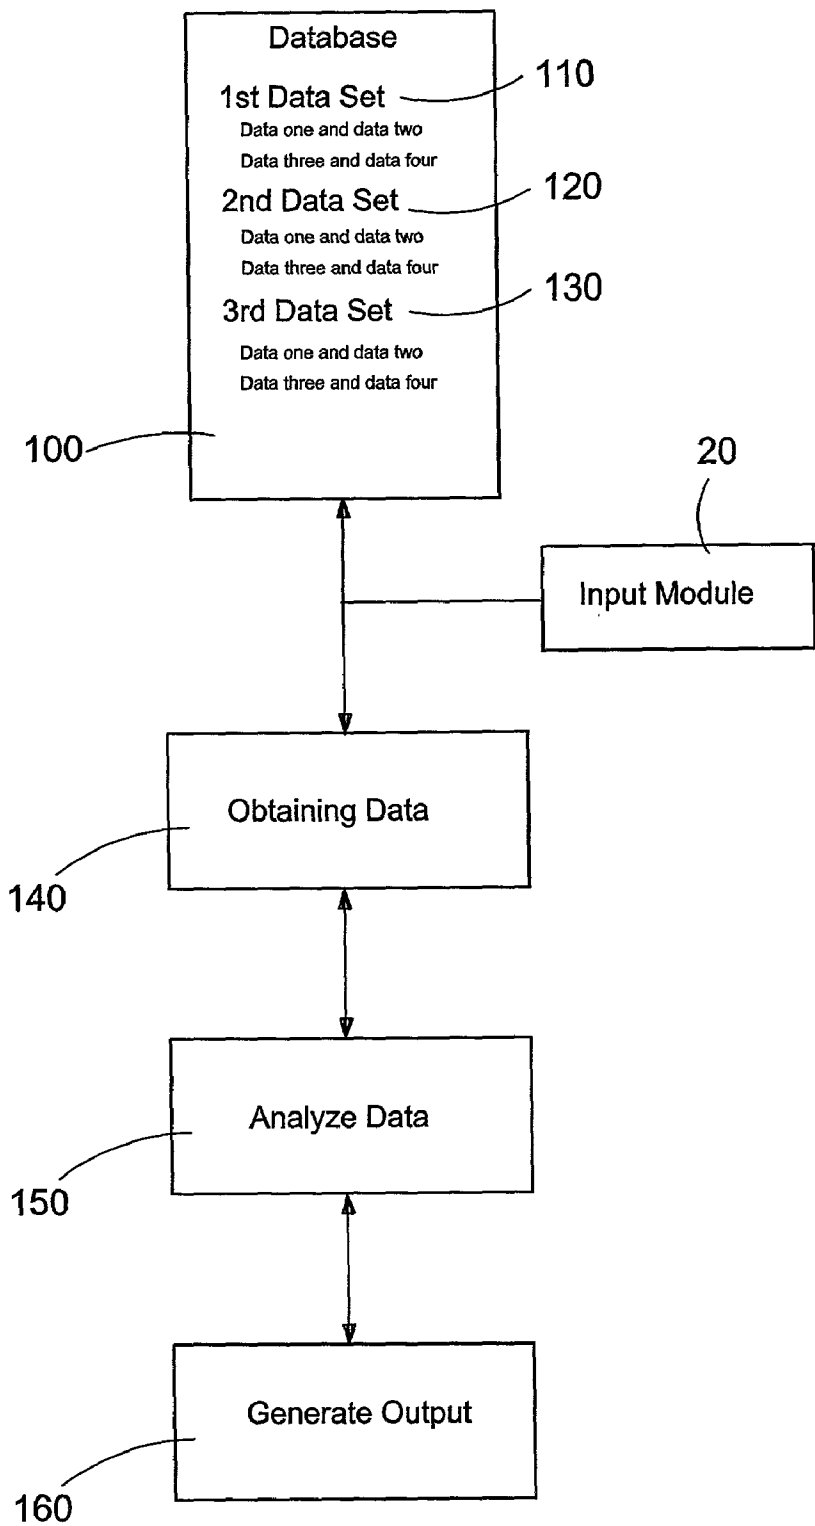 Database
1st Data Set
110
Data one and data two
Data three and data four
2nd Data Set
120
Data one and data two
Data three and data four
3rd Data Set
130
Data one and data two
Data three and data four
100
20
Input Module
Obtaining Data
140
Analyze Data
150
Generate Output
160